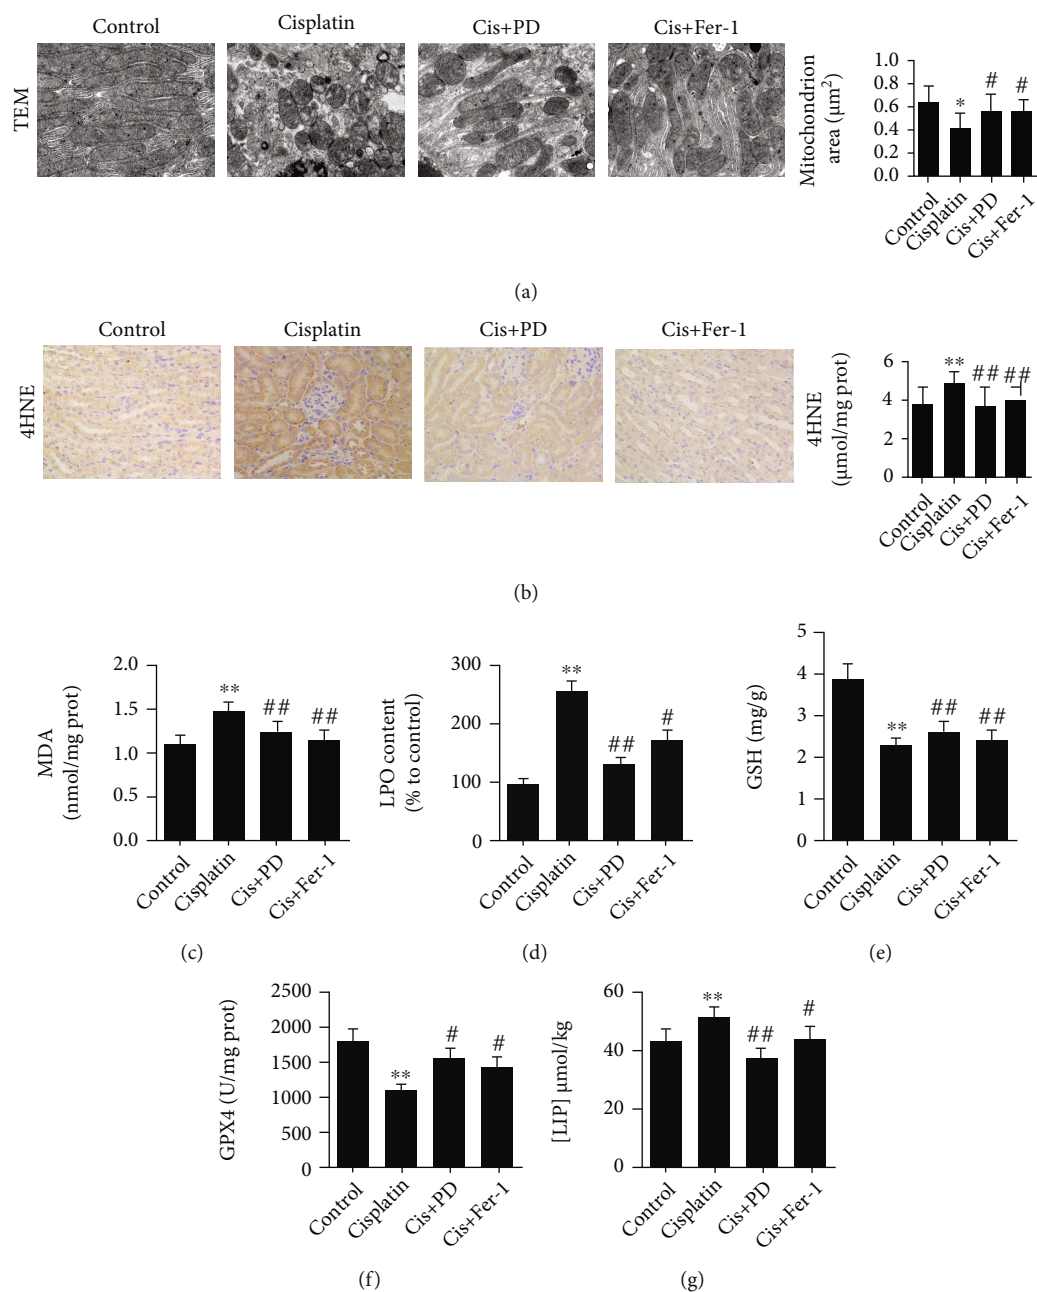 Control
Cisplatin
Cis+PD
Cis+Fer-1
TEM
Mitochondrion
area (μm²)
1.0
0.8
0.6
0.4
0.2
0.0
*
#
#
Control
Cisplatin
Cis+PD
Cis+Fer-1
(a)
Control
Cisplatin
Cis+PD
Cis+Fer-1
4HNE
4HNE
(μmol/mg prot)
6
4
2
0
**
##
##
Control
Cisplatin
Cis+PD
Cis+Fer-1
(b)
MDA
(nmol/mg prot)
2.0
1.5
1.0
0.5
0.0
**
##
##
Control
Cisplatin
Cis+PD
Cis+Fer-1
(c)
LPO content
(% to control)
300
200
100
0
**
##
#
Control
Cisplatin
Cis+PD
Cis+Fer-1
(d)
GSH (mg/g)
5
4
3
2
1
0
**
##
##
Control
Cisplatin
Cis+PD
Cis+Fer-1
(e)
GPX4 (U/mg prot)
2500
2000
1500
1000
500
0
**
#
#
Control
Cisplatin
Cis+PD
Cis+Fer-1
(f)
[LIP] μmol/kg
60
40
20
0
**
##
#
Control
Cisplatin
Cis+PD
Cis+Fer-1
(g)